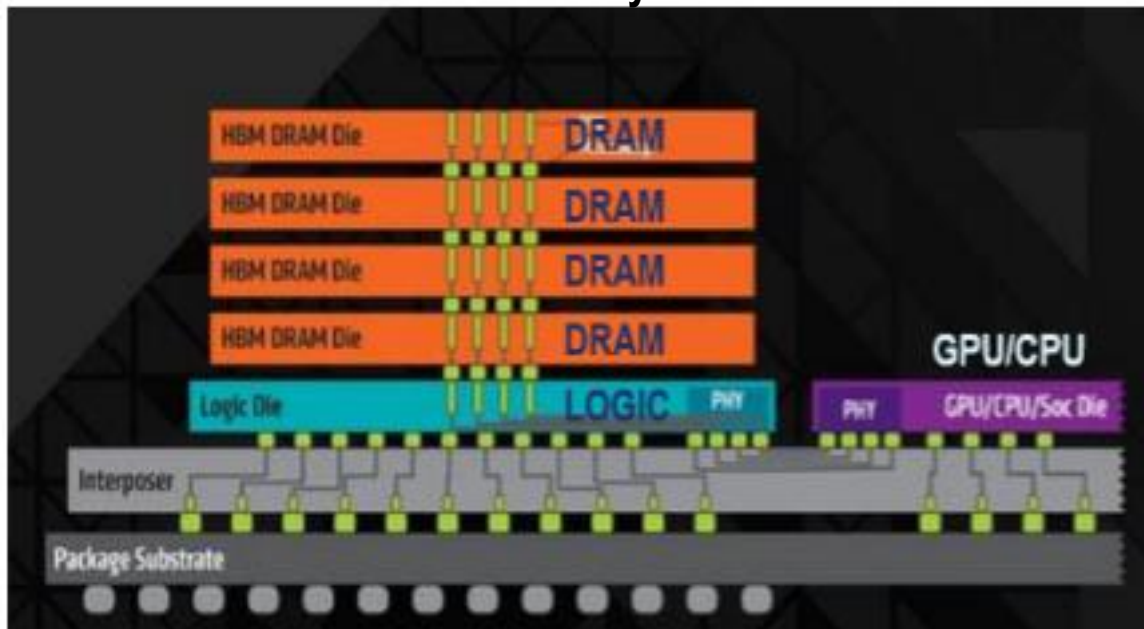 HBM DRAM Die DRAM
HBM DRAM Die DRAM
HBM DRAM Die DRAM
HBM DRAM Die DRAM
GPU/CPU
Logic Die LOGIC PHY PHY GPU/CPU/Soc Die
Interposer
Package Substrate